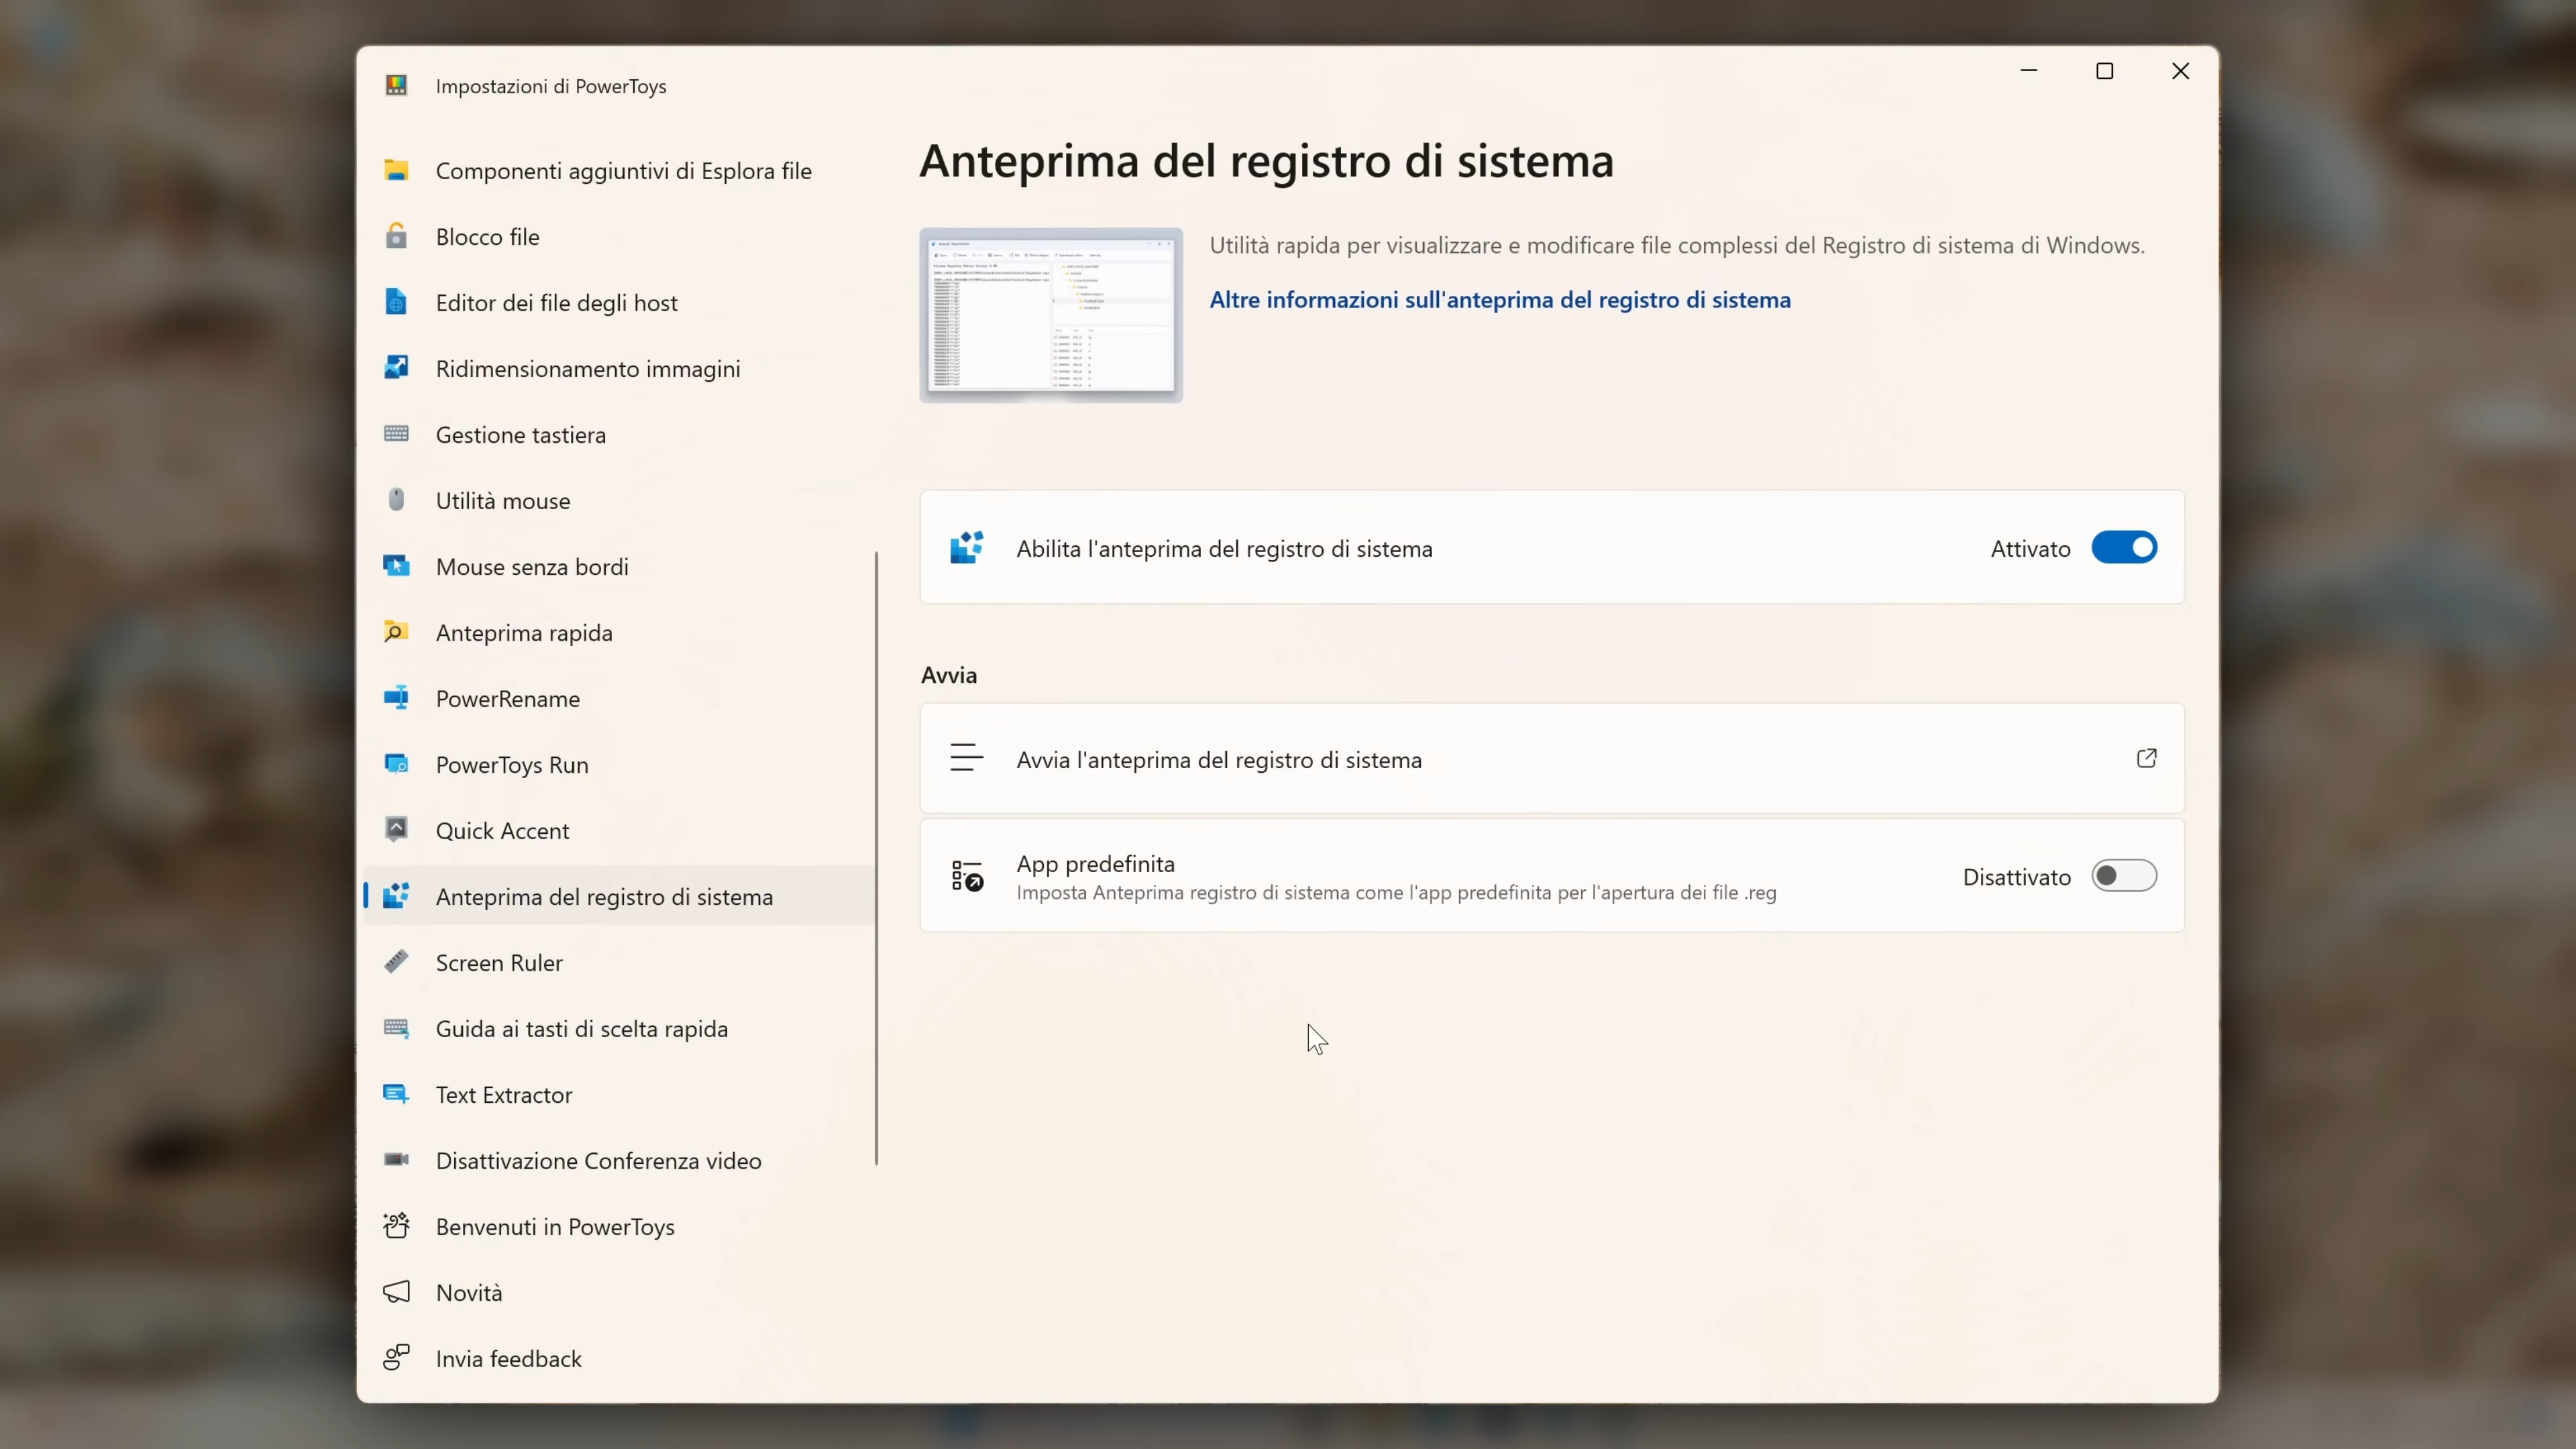 Impostazioni di PowerToys
Componenti aggiuntivi di Esplora file
Blocco file
Editor dei file degli host
Ridimensionamento immagini
Gestione tastiera
Utilità mouse
Mouse senza bordi
Anteprima rapida
PowerRename
PowerToys Run
Quick Accent
Anteprima del registro di sistema
Screen Ruler
Guida ai tasti di scelta rapida
Text Extractor
Disattivazione Conferenza video
Benvenuti in PowerToys
Novità
Invia feedback
Anteprima del registro di sistema
Utilità rapida per visualizzare e modificare file complessi del Registro di sistema di Windows.
Altre informazioni sull'anteprima del registro di sistema
Abilita l'anteprima del registro di sistema
Attivato
Avvia
Avvia l'anteprima del registro di sistema
App predefinita
Imposta Anteprima registro di sistema come l'app predefinita per l'apertura dei file .reg
Disattivato